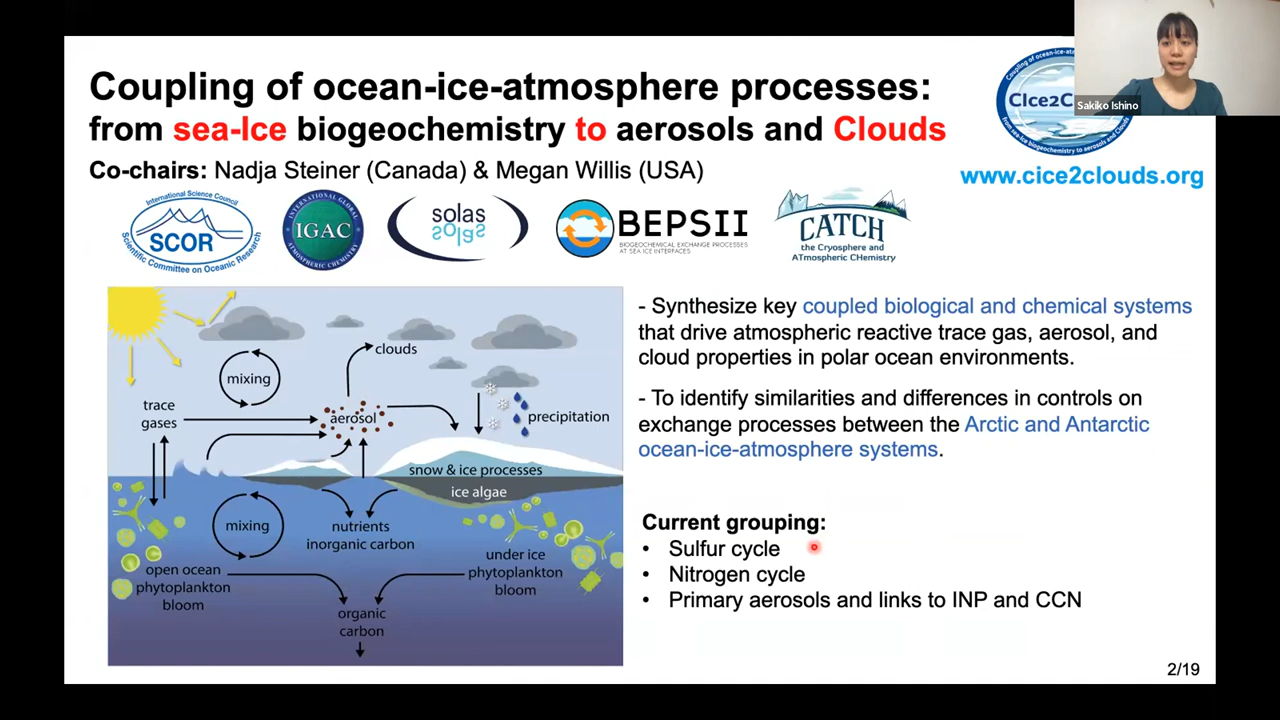 Coupling of ocean-ice-atmosphere processes:
from sea-Ice biogeochemistry to aerosols and Clouds
Co-chairs: Nadja Steiner (Canada) & Megan Willis (USA)
Sakiko Ishino
www.cice2clouds.org
International Science Council
SCOR
Scientific Committee on Oceanic Research
INTERNATIONAL GLOBAL
IGAC
ATMOSPHERIC CHEMISTRY
solas
BEPSII
BIOGEOCHEMICAL EXCHANGE PROCESSES
AT SEA ICE INTERFACES
CATCH
the Cryosphere and
ATmospheric CHemistry
clouds
mixing
trace
gases
aerosol
precipitation
snow & ice processes
ice algae
mixing
nutrients
inorganic carbon
open ocean
phytoplankton
bloom
under ice
phytoplankton
bloom
organic
carbon
- Synthesize key coupled biological and chemical systems
that drive atmospheric reactive trace gas, aerosol, and
cloud properties in polar ocean environments.
- To identify similarities and differences in controls on
exchange processes between the Arctic and Antarctic
ocean-ice-atmosphere systems.
Current grouping:
• Sulfur cycle
• Nitrogen cycle
• Primary aerosols and links to INP and CCN
2/19